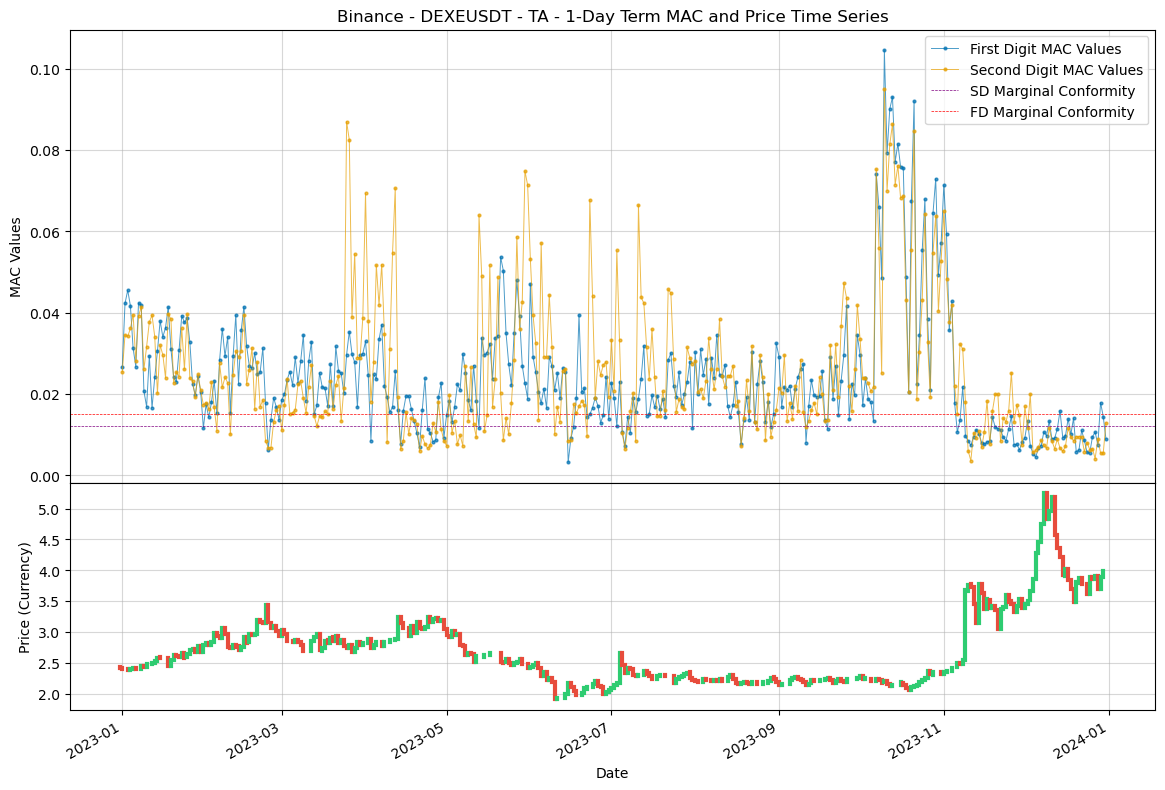 Binance - DEXEUSDT - TA - 1-Day Term MAC and Price Time Series
First Digit MAC Values
Second Digit MAC Values
SD Marginal Conformity
FD Marginal Conformity
MAC Values
0.10
0.08
0.06
0.04
0.02
0.00
Price (Currency)
5.0
4.5
4.0
3.5
3.0
2.5
2.0
2023-01
2023-03
2023-05
2023-07
2023-09
2023-11
2024-01
Date